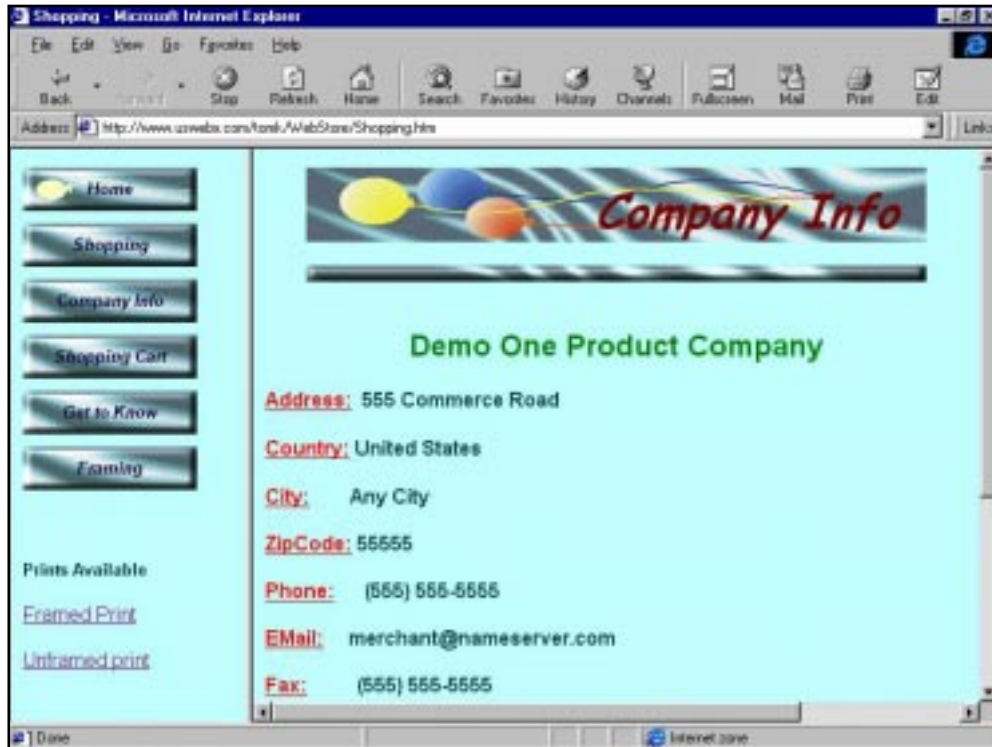 Shopping - Microsoft Internet Explorer
File Edit View Go Favorites Help
Back Forward Stop Refresh Home Search Favorites History Channels Fullscreen Mail Print Edit
Address http://www.uswebx.com/tomk/WebStore/Shopping.htm Links
Home
Shopping
Company Info
Shopping Cart
Get to Know
Framing
Prints Available
Framed Print
Unframed print
Company Info
Demo One Product Company
Address: 555 Commerce Road
Country: United States
City: Any City
ZipCode: 55555
Phone: (555) 555-5555
EMail: merchant@nameserver.com
Fax: (555) 555-5555
Done Internet zone